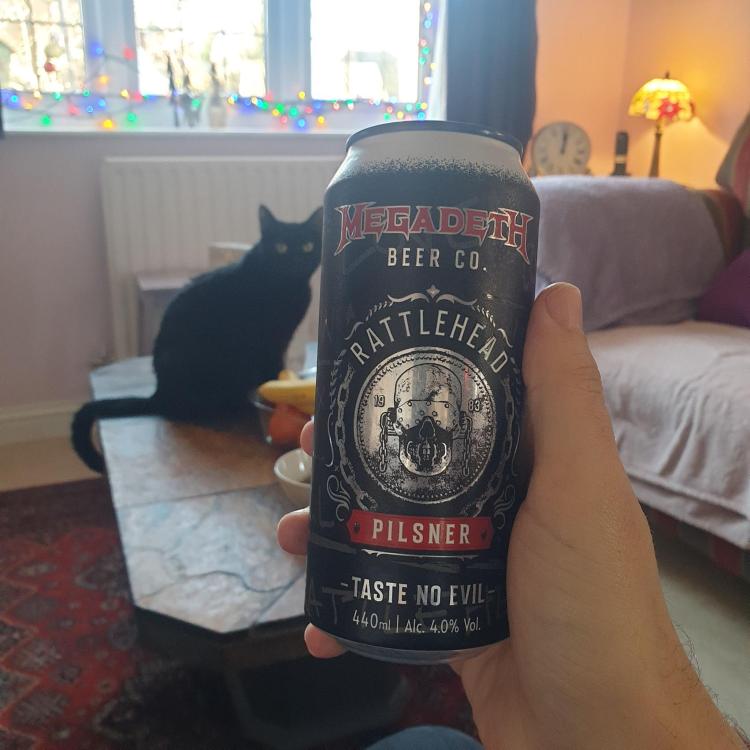 MEGADETH
BEER CO.
RATTLEHEAD
19 83
PILSNER
-TASTE NO EVIL-
440ml | Alc. 4.0% Vol.